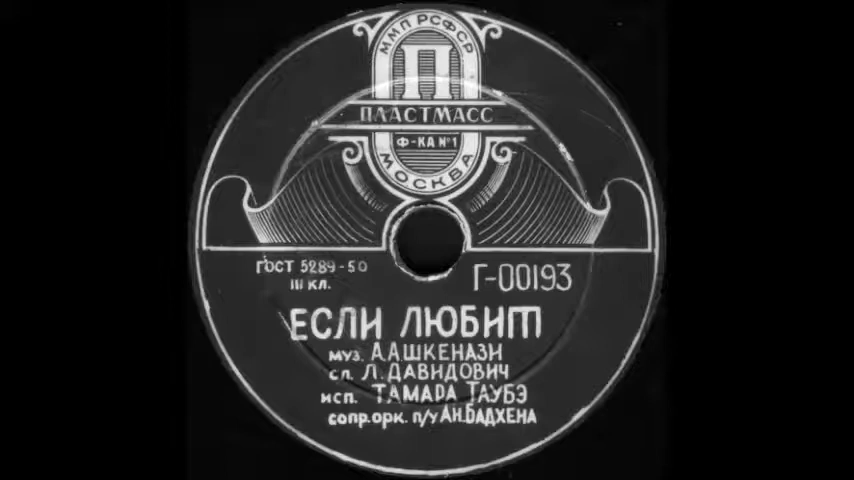 ММП РСФСР
П
ПЛАСТМАСС
Ф-КА №1
МОСКВА
ГОСТ 5289-50
III КЛ.
Г-00193
ЕСЛИ ЛЮБИТ
муз. А.АШКЕНАЗИ
сл. Л.ДАВИДОВИЧ
исп. ТАМАРА ТАУБЭ
сопр.орк. п/у АН.БАДХЕНА